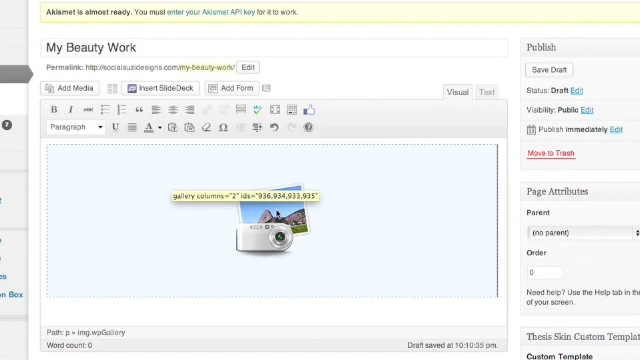 Akismet is almost ready. You must enter your Akismet API key for it to work.
My Beauty Work
Permalink: http://socialsuzidesigns.com/my-beauty-work/ Edit
Add Media Insert SlideDeck Add Form
Visual Text
B I ABC
Paragraph U A Ω
gallery columns="2" ids="936,934,933,935"
Path: p » img.wpGallery
Word count: 0 Draft saved at 10:10:35 pm.
Publish
Save Draft
Status: Draft Edit
Visibility: Public Edit
Publish immediately Edit
Move to Trash
Page Attributes
Parent
(no parent)
Order
0
Need help? Use the Help tab in the
of your screen.
Thesis Skin Custom Templat
Custom Template
7
es
on Box